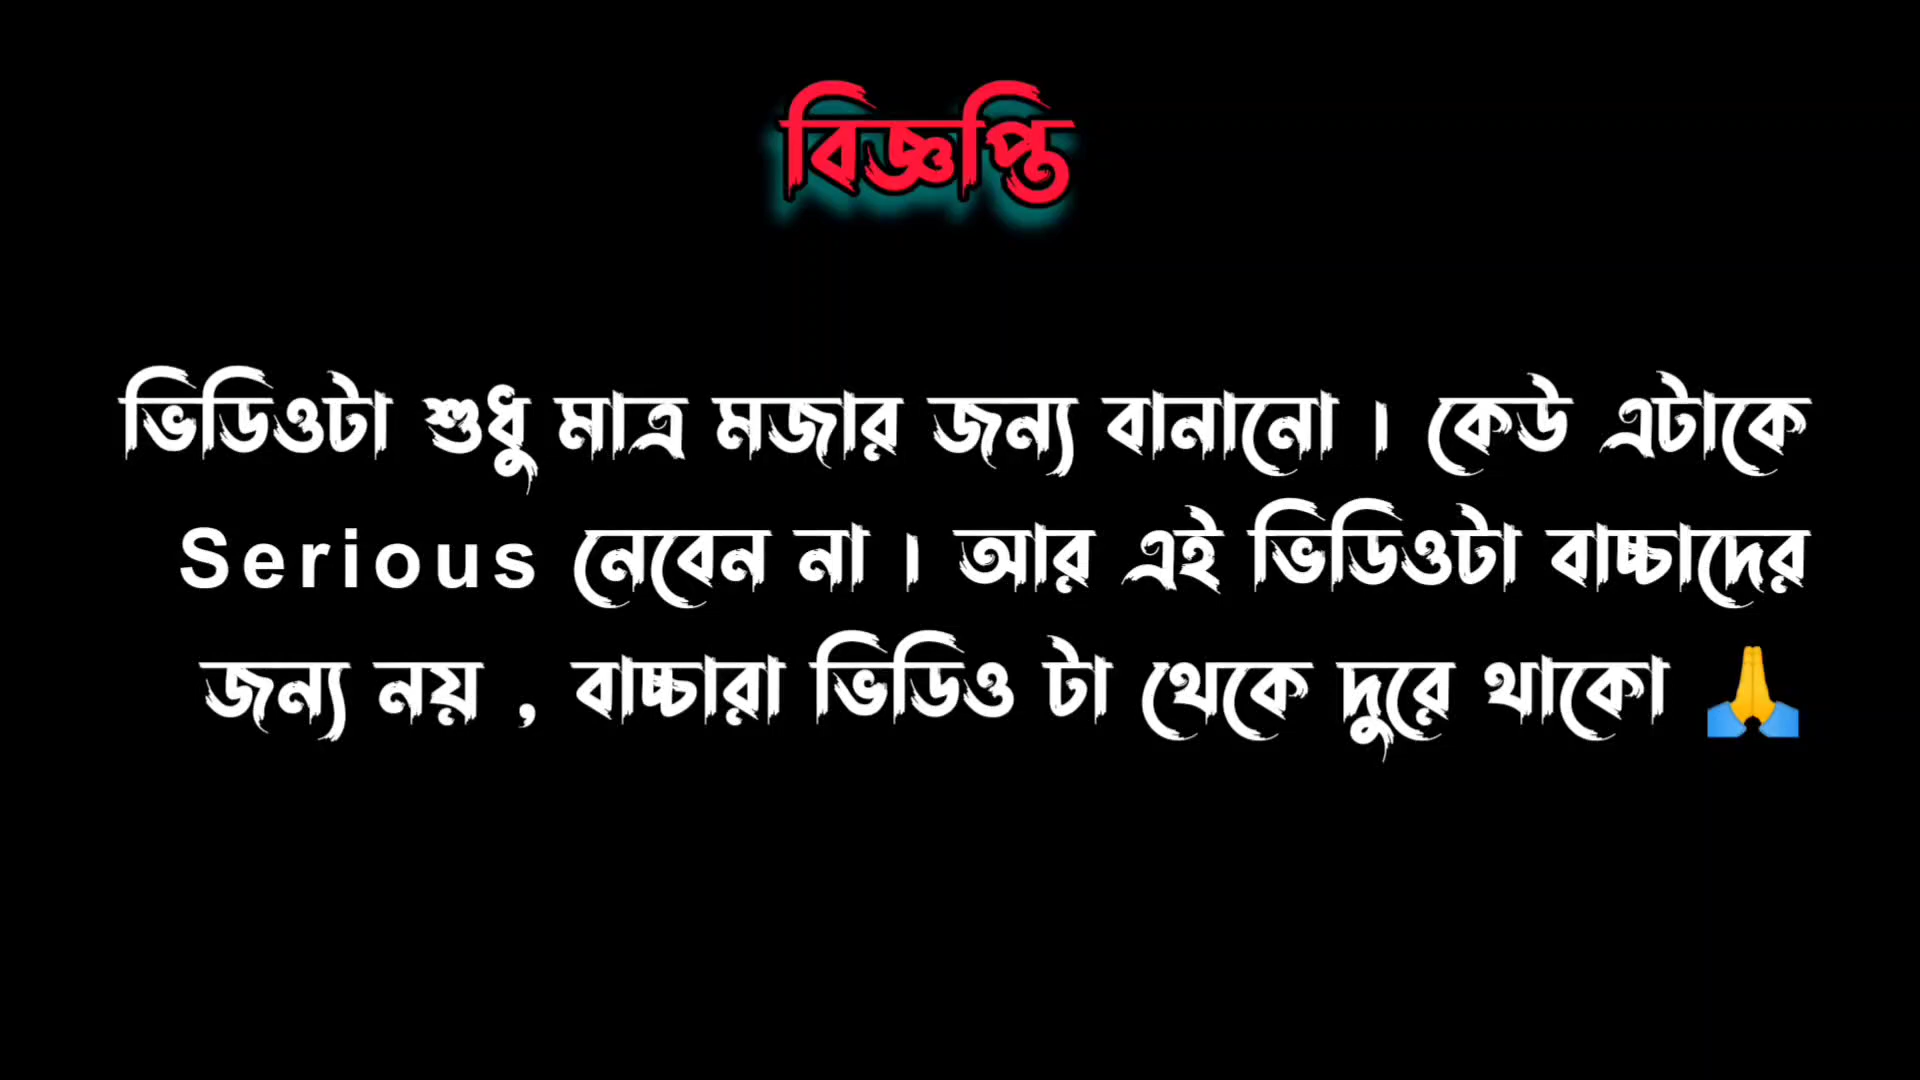 বিজ্ঞপ্তি
ভিডিওটা শুধু মাত্র মজার জন্য বানানো । কেউ এটাকে
Serious নেবেন না । আর এই ভিডিওটা বাচ্চাদের
জন্য নয় , বাচ্চারা ভিডিও টা থেকে দুরে থাকো 🙏